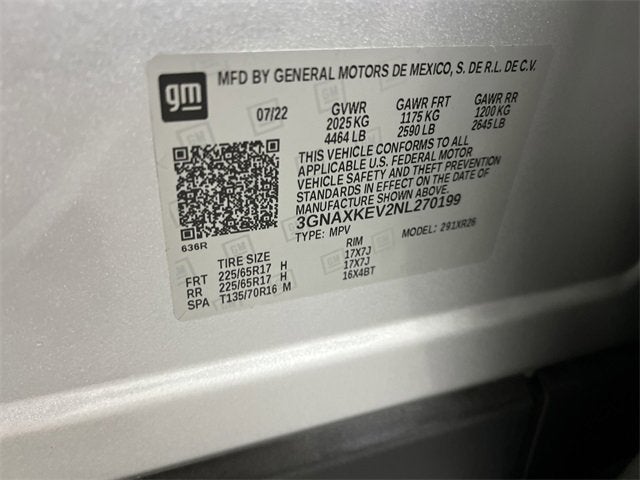 gm
MFD BY GENERAL MOTORS DE MEXICO, S. DE R.L. DE C.V.
07/22 GVWR GAWR FRT GAWR RR
2025 KG 1175 KG 1200 KG
4464 LB 2590 LB 2645 LB
THIS VEHICLE CONFORMS TO ALL
APPLICABLE U.S. FEDERAL MOTOR
VEHICLE SAFETY AND THEFT PREVENTION
STANDARDS IN EFFECT ON THE DATE OF
MANUFACTURE SHOWN ABOVE.
3GNAXKEV2NL270199
TYPE: MPV MODEL: 291XR26
636R
TIRE SIZE RIM
FRT 225/65R17 H 17X7J
RR 225/65R17 H 17X7J
SPA T135/70R16 M 16X4BT